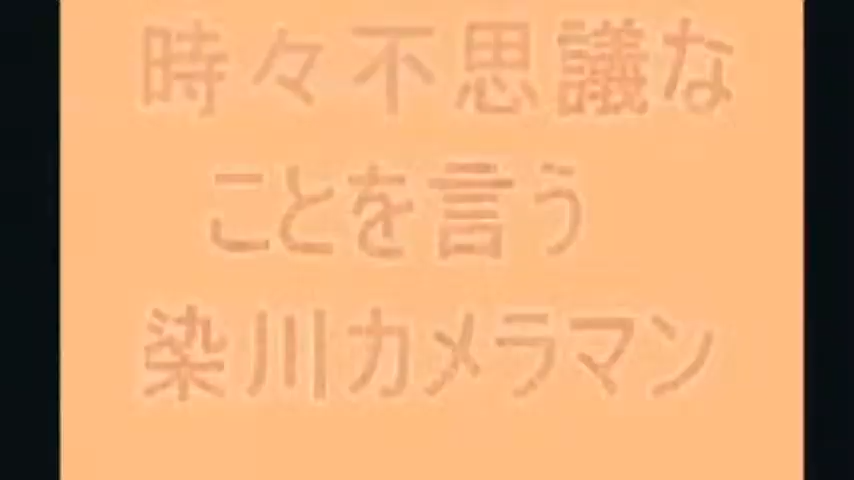 時々不思議な
ことを言う
染川カメラマン